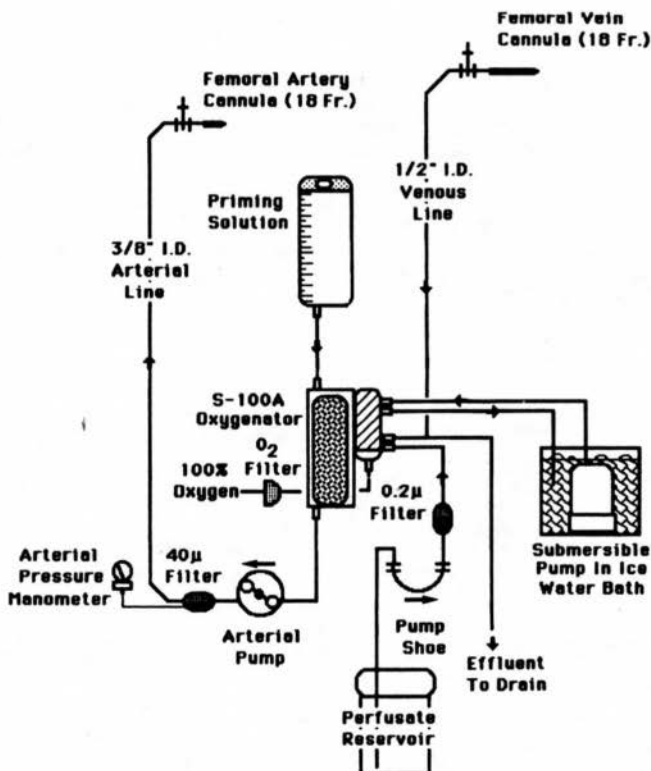 Femoral Vein
Cannula (18 Fr.)
Femoral Artery
Cannula (18 Fr.)
1/2" I.D.
Venous
Line
Priming
Solution
3/8" I.D.
Arterial
Line
S-100A
Oxygenator
O2
Filter
100%
Oxygen
0.2µ
Filter
Submersible
Pump In Ice
Water Bath
Arterial
Pressure
Manometer
40µ
Filter
Arterial
Pump
Pump
Shoe
Effluent
To Drain
Perfusate
Reservoir